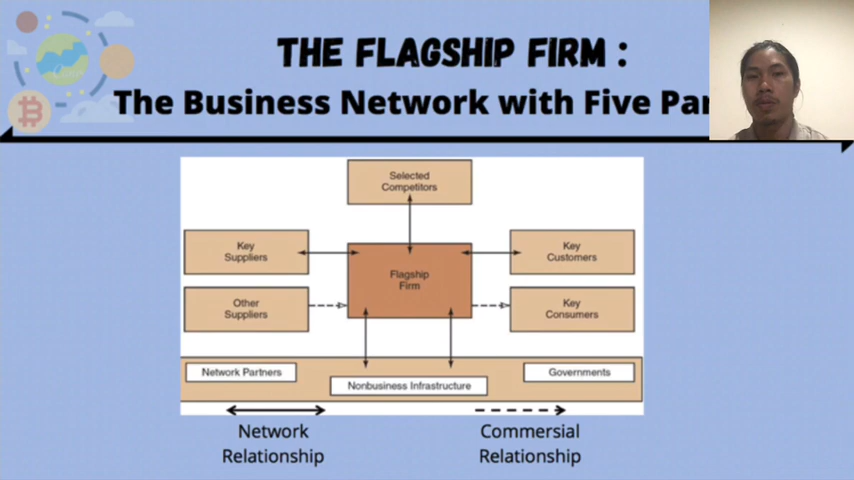 THE FLAGSHIP FIRM :
The Business Network with Five
Selected
Competitors
Key
Suppliers
Flagship
Firm
Key
Customers
Other
Suppliers
Key
Consumers
Network Partners
Nonbusiness Infrastructure
Governments
Network
Relationship
Commersial
Relationship